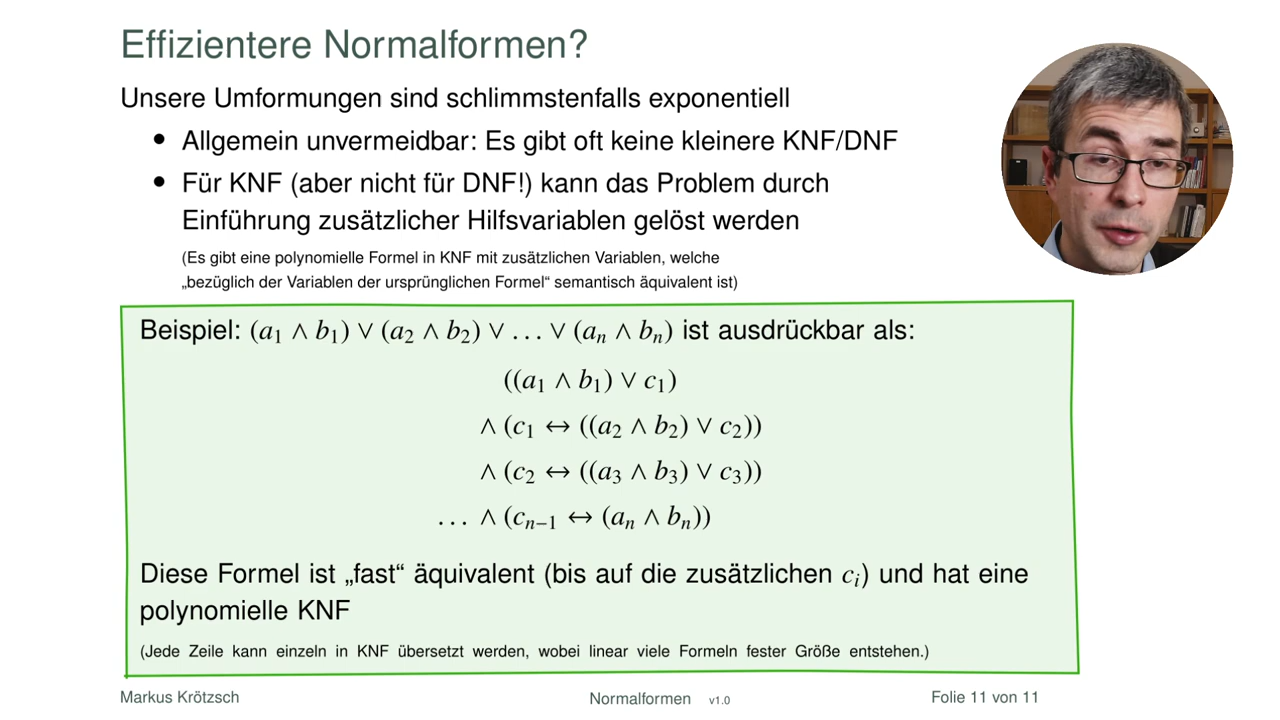 Effizientere Normalformen?
Unsere Umformungen sind schlimmstenfalls exponentiell
• Allgemein unvermeidbar: Es gibt oft keine kleinere KNF/DNF
• Für KNF (aber nicht für DNF!) kann das Problem durch
Einführung zusätzlicher Hilfsvariablen gelöst werden
(Es gibt eine polynomielle Formel in KNF mit zusätzlichen Variablen, welche
„bezüglich der Variablen der ursprünglichen Formel“ semantisch äquivalent ist)
Beispiel: (a₁ ∧ b₁) ∨ (a₂ ∧ b₂) ∨ … ∨ (aₙ ∧ bₙ) ist ausdrückbar als:
((a₁ ∧ b₁) ∨ c₁)
∧ (c₁ ↔ ((a₂ ∧ b₂) ∨ c₂))
∧ (c₂ ↔ ((a₃ ∧ b₃) ∨ c₃))
… ∧ (cₙ₋₁ ↔ (aₙ ∧ bₙ))
Diese Formel ist „fast“ äquivalent (bis auf die zusätzlichen cᵢ) und hat eine
polynomielle KNF
(Jede Zeile kann einzeln in KNF übersetzt werden, wobei linear viele Formeln fester Größe entstehen.)
Markus Krötzsch Normalformen v1.0 Folie 11 von 11